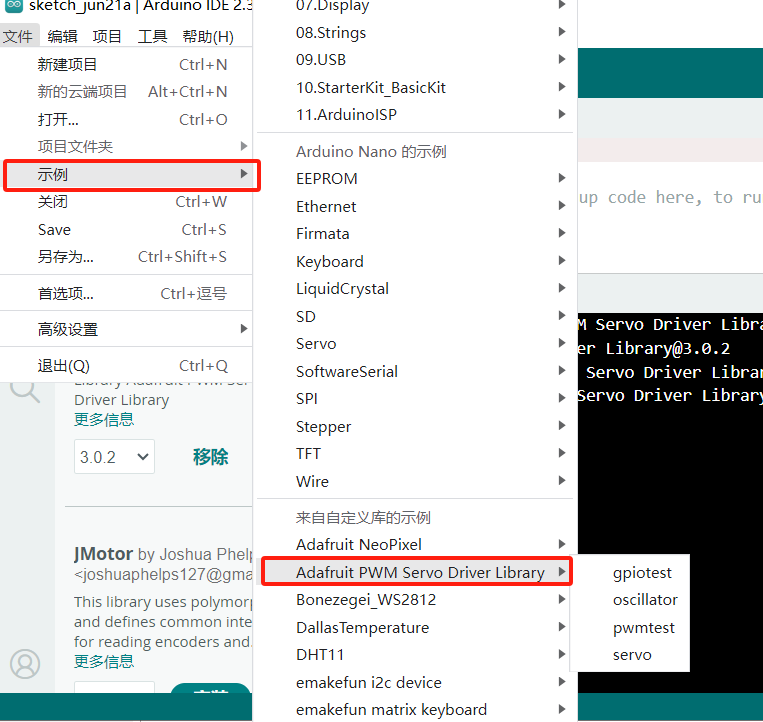 sketch_jun21a | Arduino IDE 2.3
文件 编辑 项目 工具 帮助(H)
新建项目 Ctrl+N
新的云端项目 Alt+Ctrl+N
打开... Ctrl+O
项目文件夹
示例
关闭 Ctrl+W
Save Ctrl+S
另存为... Ctrl+Shift+S
首选项... Ctrl+逗号
高级设置
退出(Q) Ctrl+Q
Library Adafruit PWM Ser
Driver Library
更多信息
3.0.2 移除
JMotor by Joshua Phelp
<joshuaphelps127@gma
This library uses polymorp
and defines common inte
for reading encoders and.
更多信息
安装
07.Display
08.Strings
09.USB
10.StarterKit_BasicKit
11.ArduinoISP
Arduino Nano 的示例
EEPROM
Ethernet
Firmata
Keyboard
LiquidCrystal
SD
Servo
SoftwareSerial
SPI
Stepper
TFT
Wire
来自自定义库的示例
Adafruit NeoPixel
Adafruit PWM Servo Driver Library
Bonezegei_WS2812
DallasTemperature
DHT11
emakefun i2c device
emakefun matrix keyboard
gpiotest
oscillator
pwmtest
servo
up code here, to ru
M Servo Driver Libra
er Library@3.0.2
Servo Driver Librar
Servo Driver Library